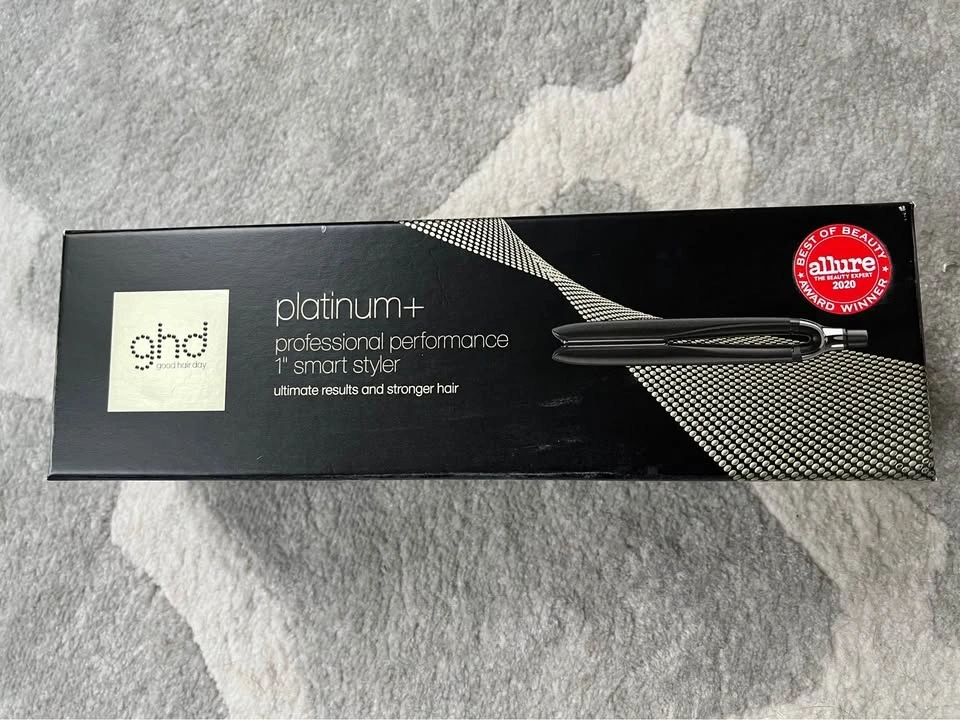 ghd
good hair day
platinum+
professional performance
1" smart styler
ultimate results and stronger hair
BEST OF BEAUTY
allure
THE BEAUTY EXPERT
2020
AWARD WINNER